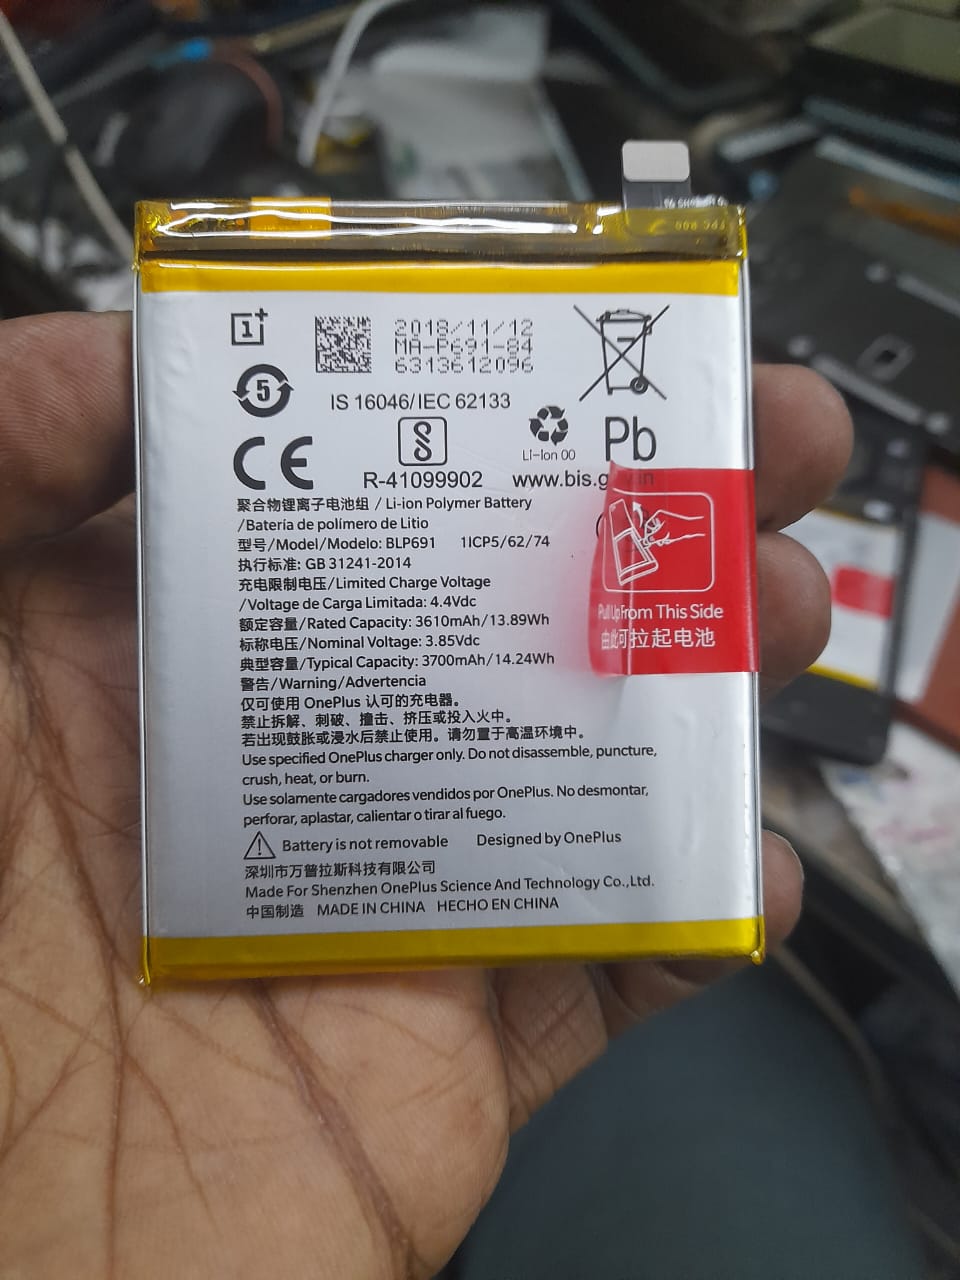 1+
2018/11/12
MA-P691-84
6313612096
5
IS 16046/IEC 62133
CE
R-41099902
Li-Ion 00
Pb
www.bis.g
聚合物锂离子电池组 / Li-ion Polymer Battery
/Batería de polímero de Litio
型号/Model/Modelo: BLP691 1ICP5/62/74
执行标准: GB 31241-2014
充电限制电压/Limited Charge Voltage
/Voltage de Carga Limitada: 4.4Vdc
额定容量/Rated Capacity: 3610mAh/13.89Wh
标称电压/Nominal Voltage: 3.85Vdc
典型容量/Typical Capacity: 3700mAh/14.24Wh
警告/Warning/Advertencia
仅可使用 OnePlus 认可的充电器。
禁止拆解、刺破、撞击、挤压或投入火中。
若出现鼓胀或浸水后禁止使用。请勿置于高温环境中。
Use specified OnePlus charger only. Do not disassemble, puncture,
crush, heat, or burn.
Use solamente cargadores vendidos por OnePlus. No desmontar,
perforar, aplastar, calientar o tirar al fuego.
Battery is not removable Designed by OnePlus
深圳市万普拉斯科技有限公司
Made For Shenzhen OnePlus Science And Technology Co.,Ltd.
中国制造 MADE IN CHINA HECHO EN CHINA
Pull Up From This Side
由此可拉起电池